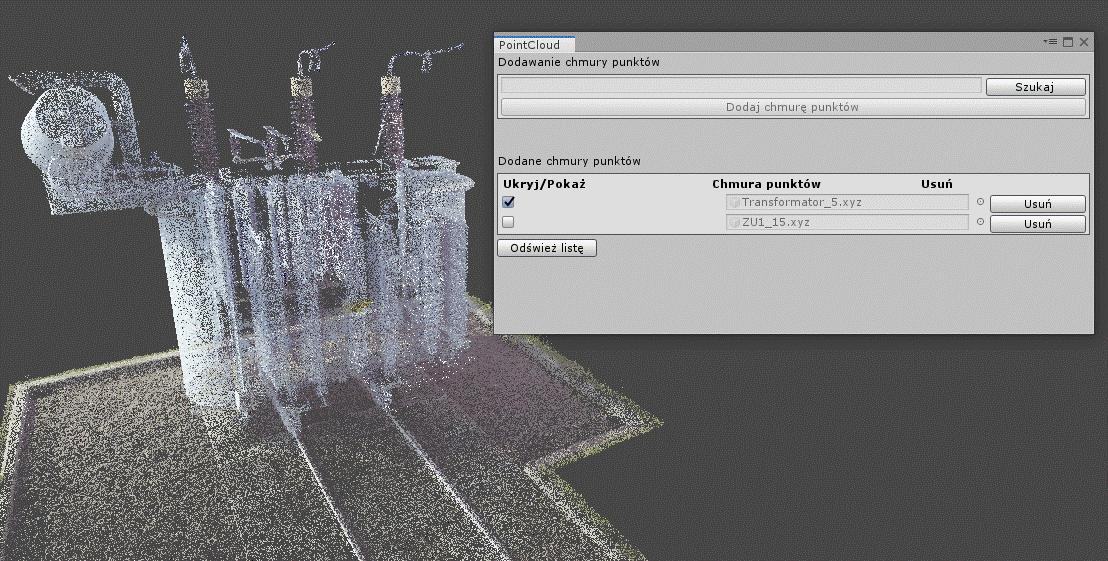 PointCloud
Dodawanie chmury punktów
Szukaj
Dodaj chmurę punktów
Dodane chmury punktów
Ukryj/Pokaż Chmura punktów Usuń
Transformator_5.xyz Usuń
ZU1_15.xyz Usuń
Odśwież listę